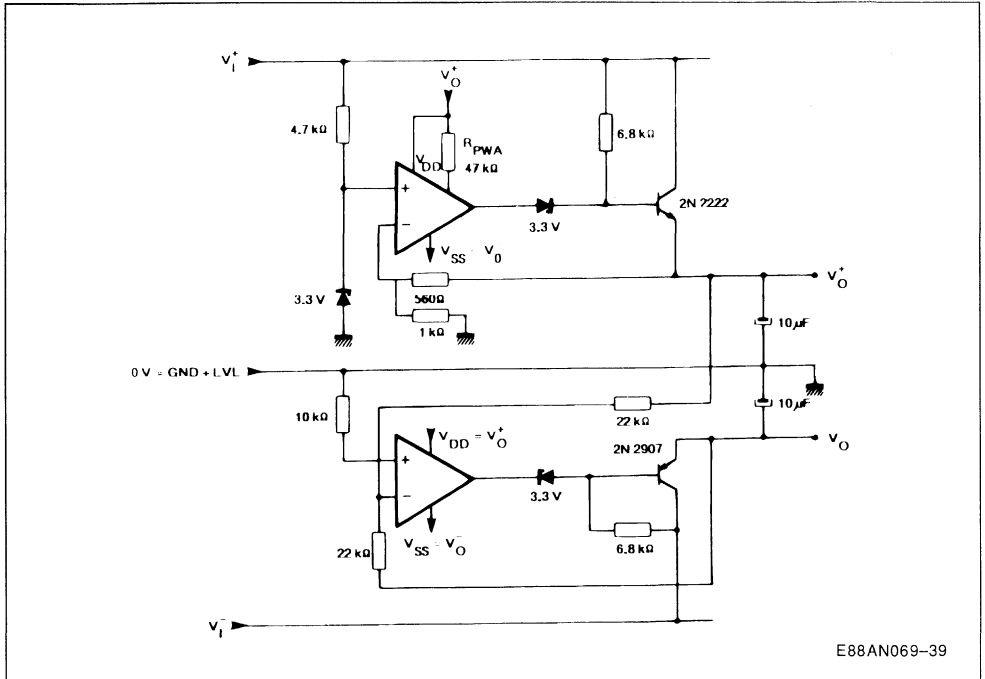 V_I^+
V_O^+
4.7 kΩ
R_PWA
47 kΩ
V_DD
6.8 kΩ
+
−
2N 2222
3.3 V
V_SS = V_0
V_O^+
3.3 V
560Ω
1 kΩ
10 µF
0 V = GND + LVL
10 kΩ
22 kΩ
10 µF
V_DD = V_O^+
2N 2907
V_O
+
−
3.3 V
V_SS = V_O^-
22 kΩ
6.8 kΩ
V_I^-
E88AN069–39